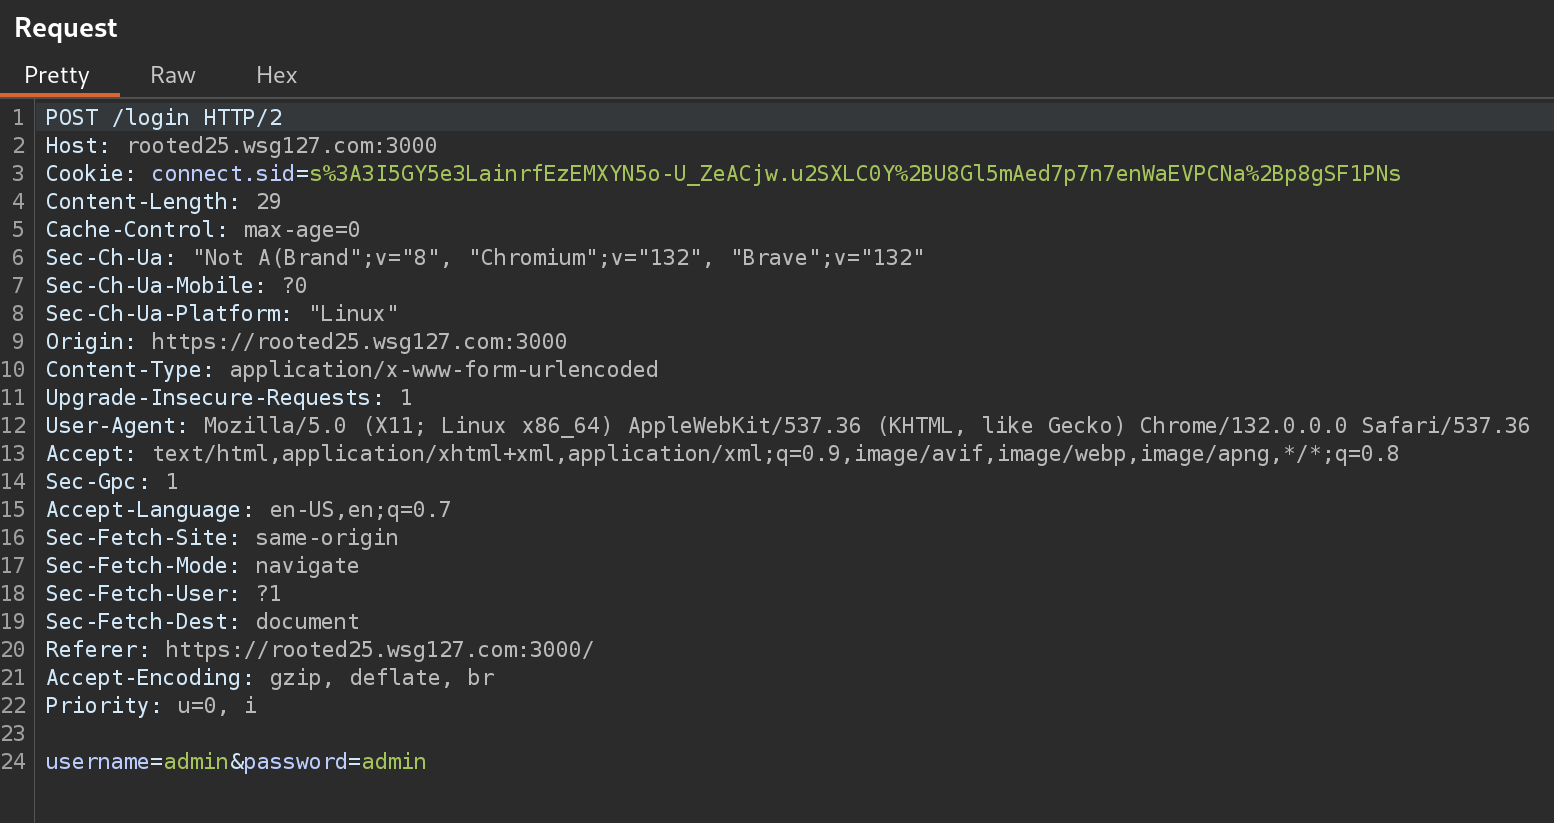 Request
Pretty Raw Hex
1 POST /login HTTP/2
2 Host: rooted25.wsg127.com:3000
3 Cookie: connect.sid=s%3A3I5GY5e3LainrfEzEMXYN5o-U_ZeACjw.u2SXLC0Y%2BU8Gl5mAed7p7n7enWaEVPCNa%2Bp8gSF1PNs
4 Content-Length: 29
5 Cache-Control: max-age=0
6 Sec-Ch-Ua: "Not A(Brand";v="8", "Chromium";v="132", "Brave";v="132"
7 Sec-Ch-Ua-Mobile: ?0
8 Sec-Ch-Ua-Platform: "Linux"
9 Origin: https://rooted25.wsg127.com:3000
10 Content-Type: application/x-www-form-urlencoded
11 Upgrade-Insecure-Requests: 1
12 User-Agent: Mozilla/5.0 (X11; Linux x86_64) AppleWebKit/537.36 (KHTML, like Gecko) Chrome/132.0.0.0 Safari/537.36
13 Accept: text/html,application/xhtml+xml,application/xml;q=0.9,image/avif,image/webp,image/apng,*/*;q=0.8
14 Sec-Gpc: 1
15 Accept-Language: en-US,en;q=0.7
16 Sec-Fetch-Site: same-origin
17 Sec-Fetch-Mode: navigate
18 Sec-Fetch-User: ?1
19 Sec-Fetch-Dest: document
20 Referer: https://rooted25.wsg127.com:3000/
21 Accept-Encoding: gzip, deflate, br
22 Priority: u=0, i
23
24 username=admin&password=admin